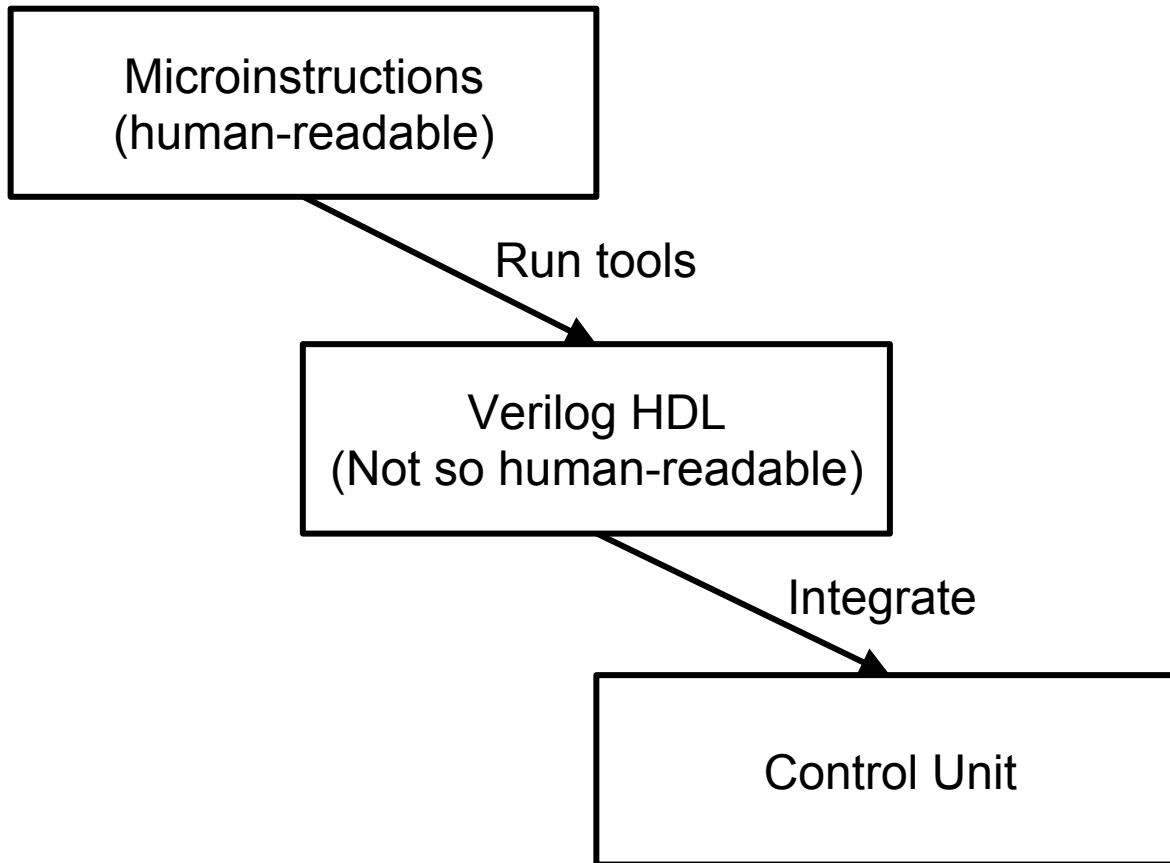 Microinstructions
(human-readable)
Run tools
Verilog HDL
(Not so human-readable)
Integrate
Control Unit